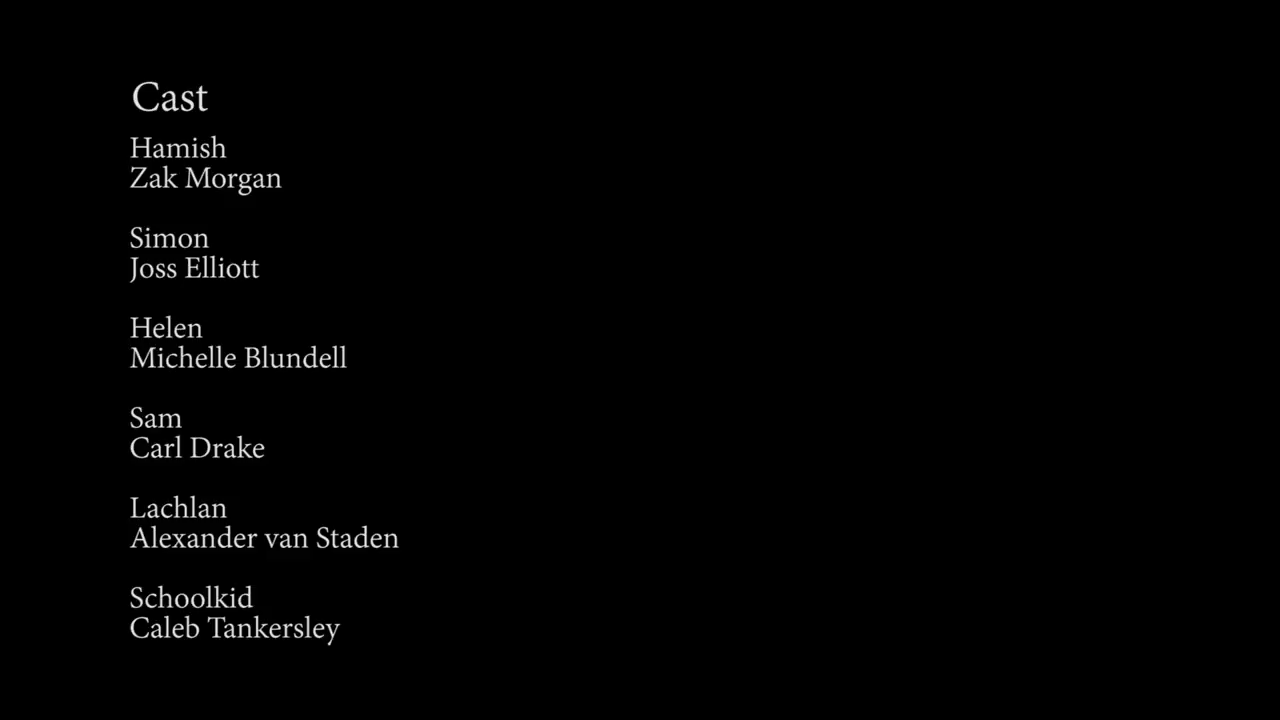 Cast
Hamish
Zak Morgan
Simon
Joss Elliott
Helen
Michelle Blundell
Sam
Carl Drake
Lachlan
Alexander van Staden
Schoolkid
Caleb Tankersley